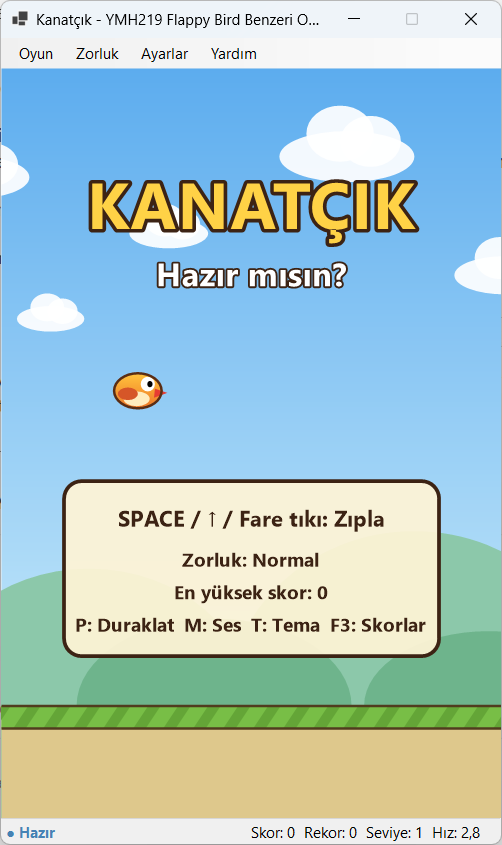 Kanatçık - YMH219 Flappy Bird Benzeri O...
Oyun Zorluk Ayarlar Yardım
KANATÇIK
Hazır mısın?
SPACE / ↑ / Fare tıkı: Zıpla
Zorluk: Normal
En yüksek skor: 0
P: Duraklat M: Ses T: Tema F3: Skorlar
● Hazır Skor: 0 Rekor: 0 Seviye: 1 Hız: 2,8